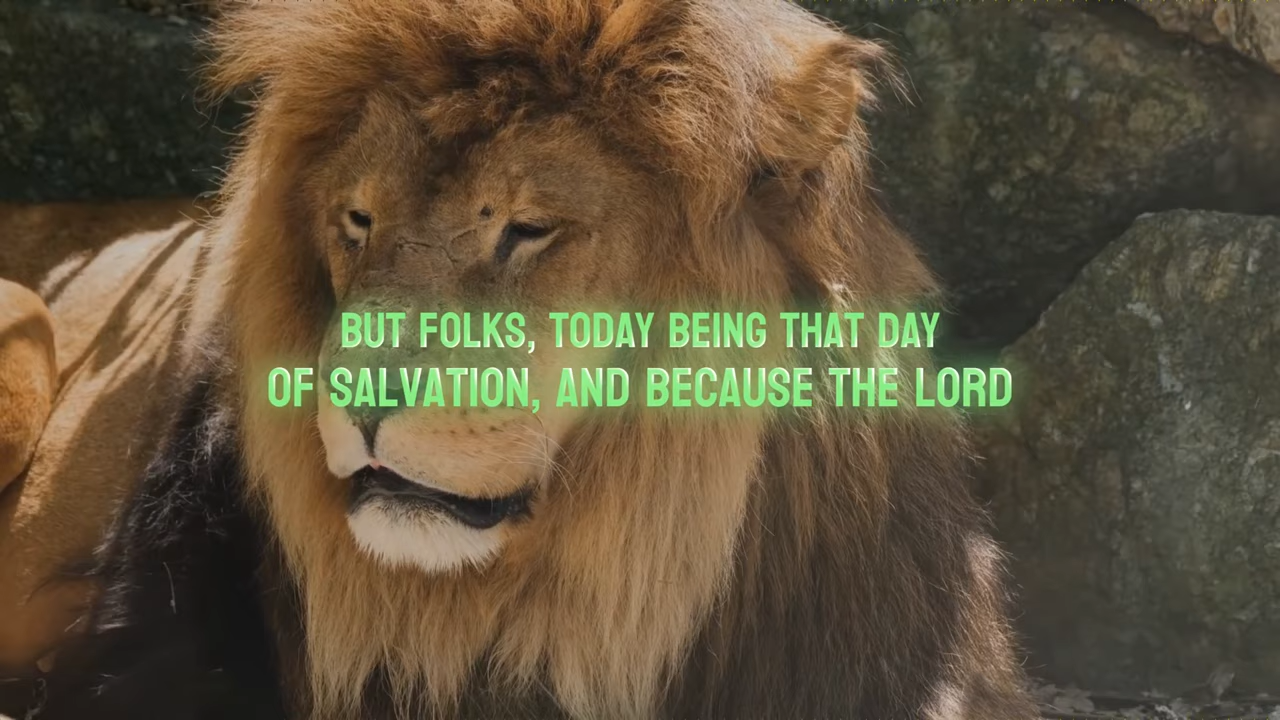 BUT FOLKS, TODAY BEING THAT DAY
OF SALVATION, AND BECAUSE THE LORD